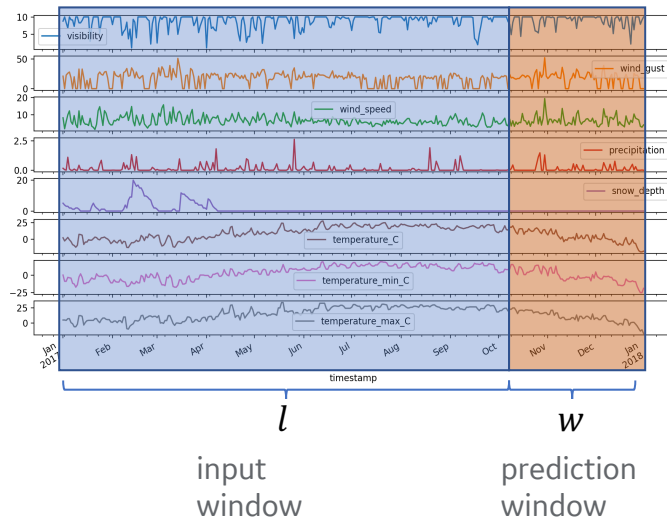 10
5
visibility
50
0
wind_gust
20
10
wind_speed
2.5
0.0
precipitation
20
0
snow_depth
25
0
temperature_C
0
−25
temperature_min_C
25
0
temperature_max_C
Jan
2017
Feb
Mar
Apr
May
Jun
Jul
Aug
Sep
Oct
Nov
Dec
Jan
2018
timestamp
l
w
input
window
prediction
window